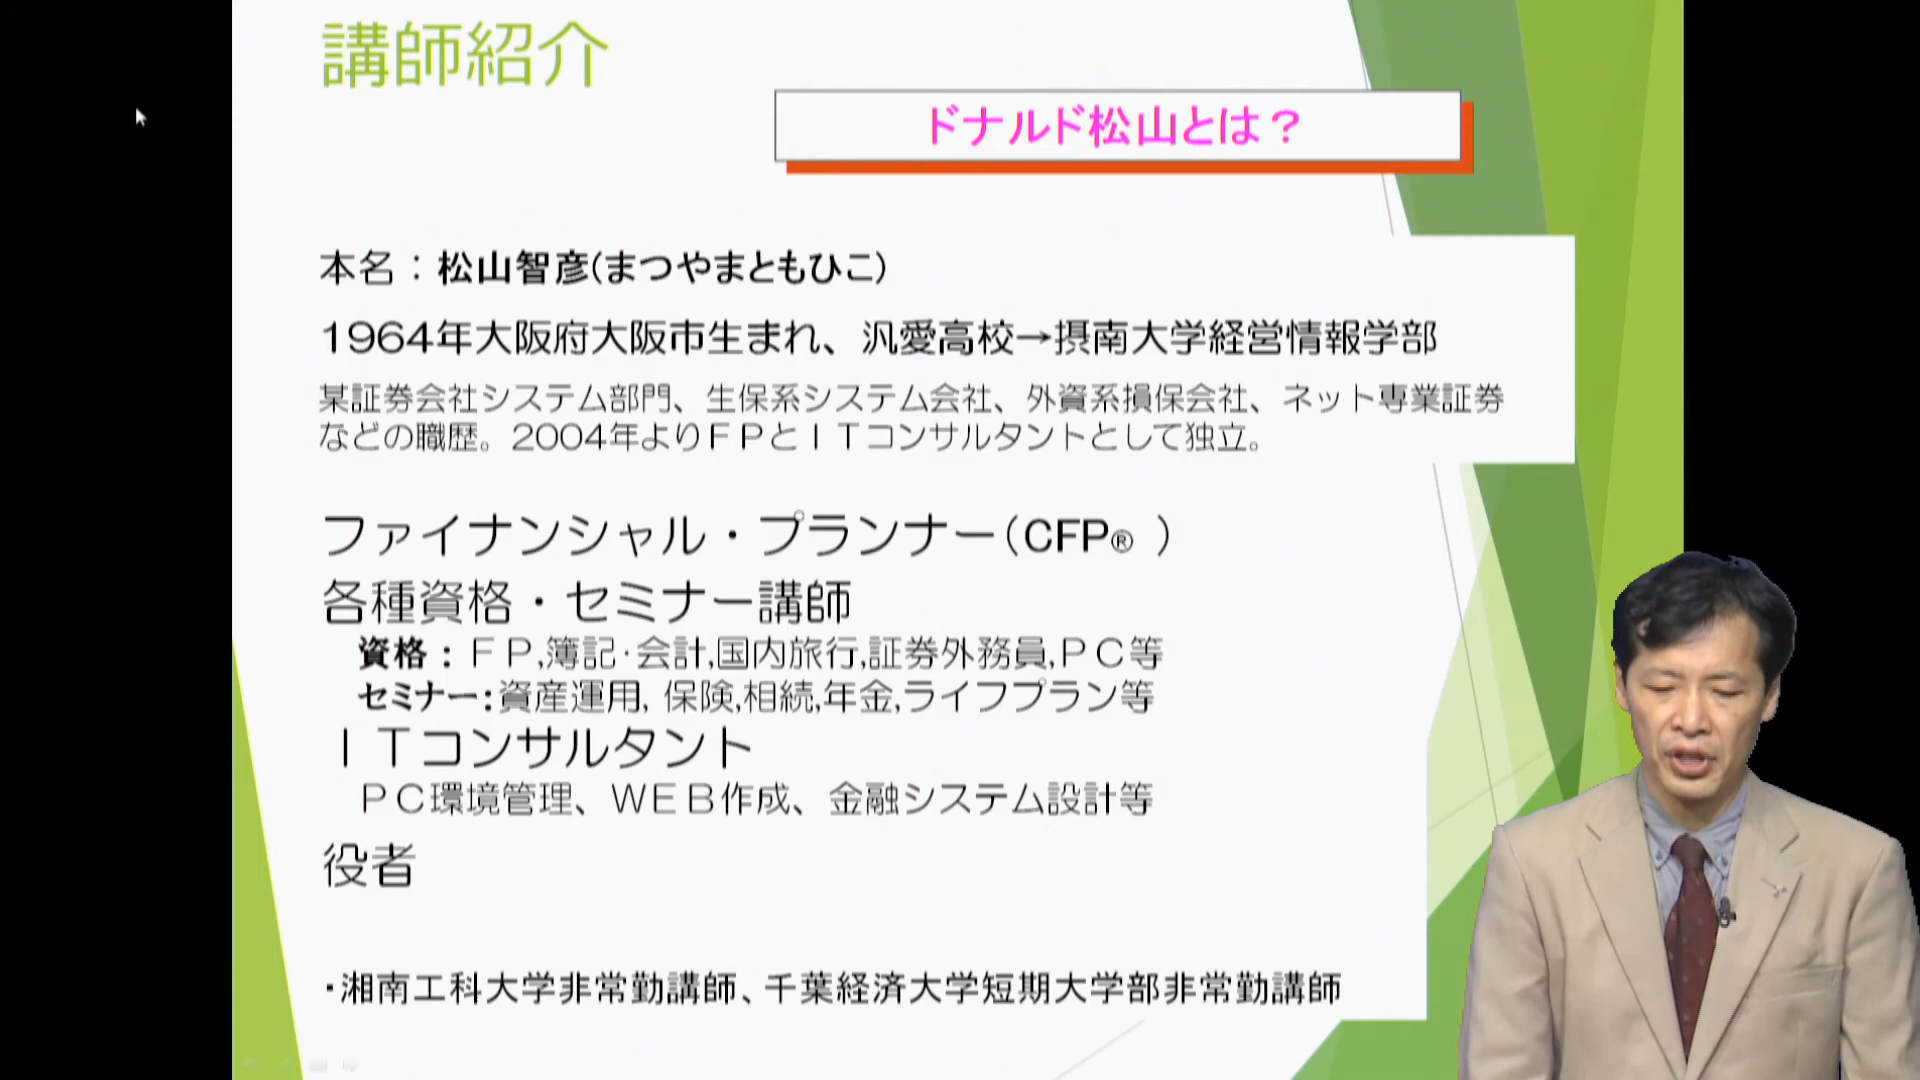 講師紹介
ドナルド松山とは？
本名：松山智彦(まつやまともひこ)
1964年大阪府大阪市生まれ、汎愛高校→摂南大学経営情報学部
某証券会社システム部門、生保系システム会社、外資系損保会社、ネット専業証券
などの職歴。2004年よりＦＰとＩＴコンサルタントとして独立。
ファイナンシャル・プランナー（CFP® ）
各種資格・セミナー講師
資格：ＦＰ,簿記･会計,国内旅行,証券外務員,ＰＣ等
セミナー：資産運用, 保険,相続,年金,ライフプラン等
ＩＴコンサルタント
ＰＣ環境管理、ＷＥＢ作成、金融システム設計等
役者
・湘南工科大学非常勤講師、千葉経済大学短期大学部非常勤講師